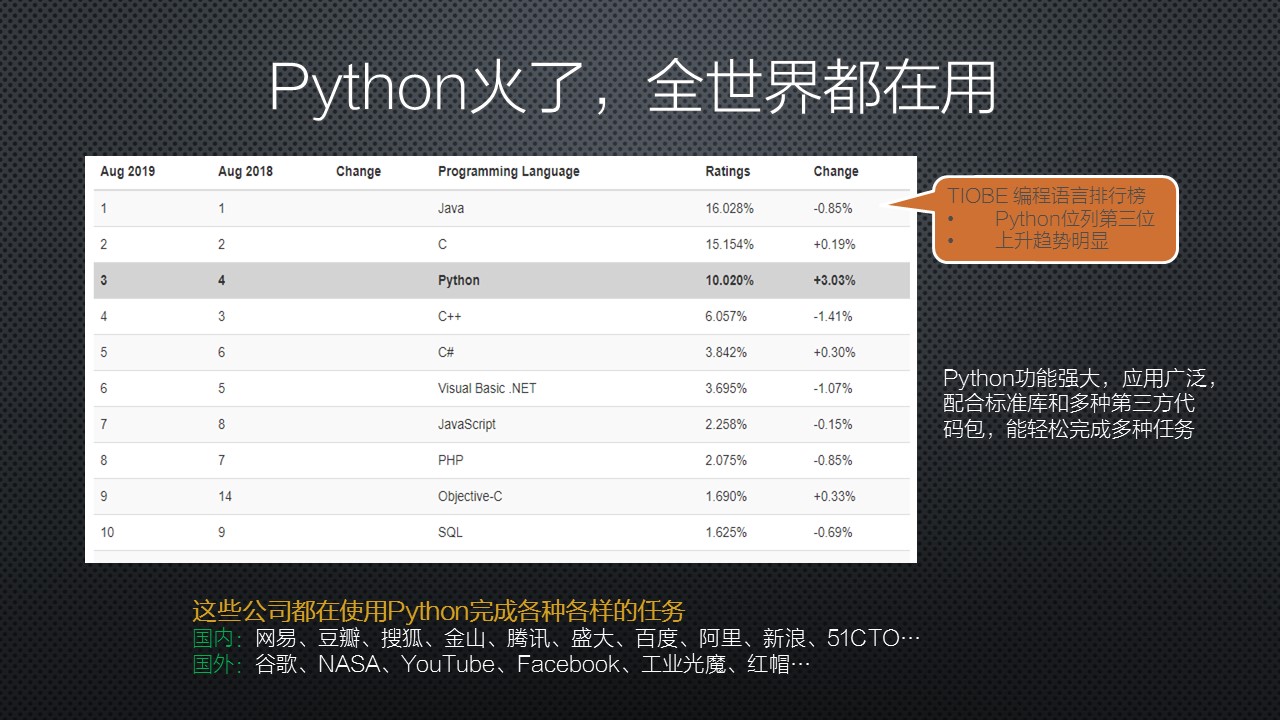 Python火了，全世界都在用
Aug 2019 Aug 2018 Change Programming Language Ratings Change
1 1 Java 16.028% -0.85%
2 2 C 15.154% +0.19%
3 4 Python 10.020% +3.03%
4 3 C++ 6.057% -1.41%
5 6 C# 3.842% +0.30%
6 5 Visual Basic .NET 3.695% -1.07%
7 8 JavaScript 2.258% -0.15%
8 7 PHP 2.075% -0.85%
9 14 Objective-C 1.690% +0.33%
10 9 SQL 1.625% -0.69%
TIOBE 编程语言排行榜
• Python位列第三位
• 上升趋势明显
Python功能强大，应用广泛，
配合标准库和多种第三方代
码包，能轻松完成多种任务
这些公司都在使用Python完成各种各样的任务
国内：网易、豆瓣、搜狐、金山、腾讯、盛大、百度、阿里、新浪、51CTO…
国外：谷歌、NASA、YouTube、Facebook、工业光魔、红帽…